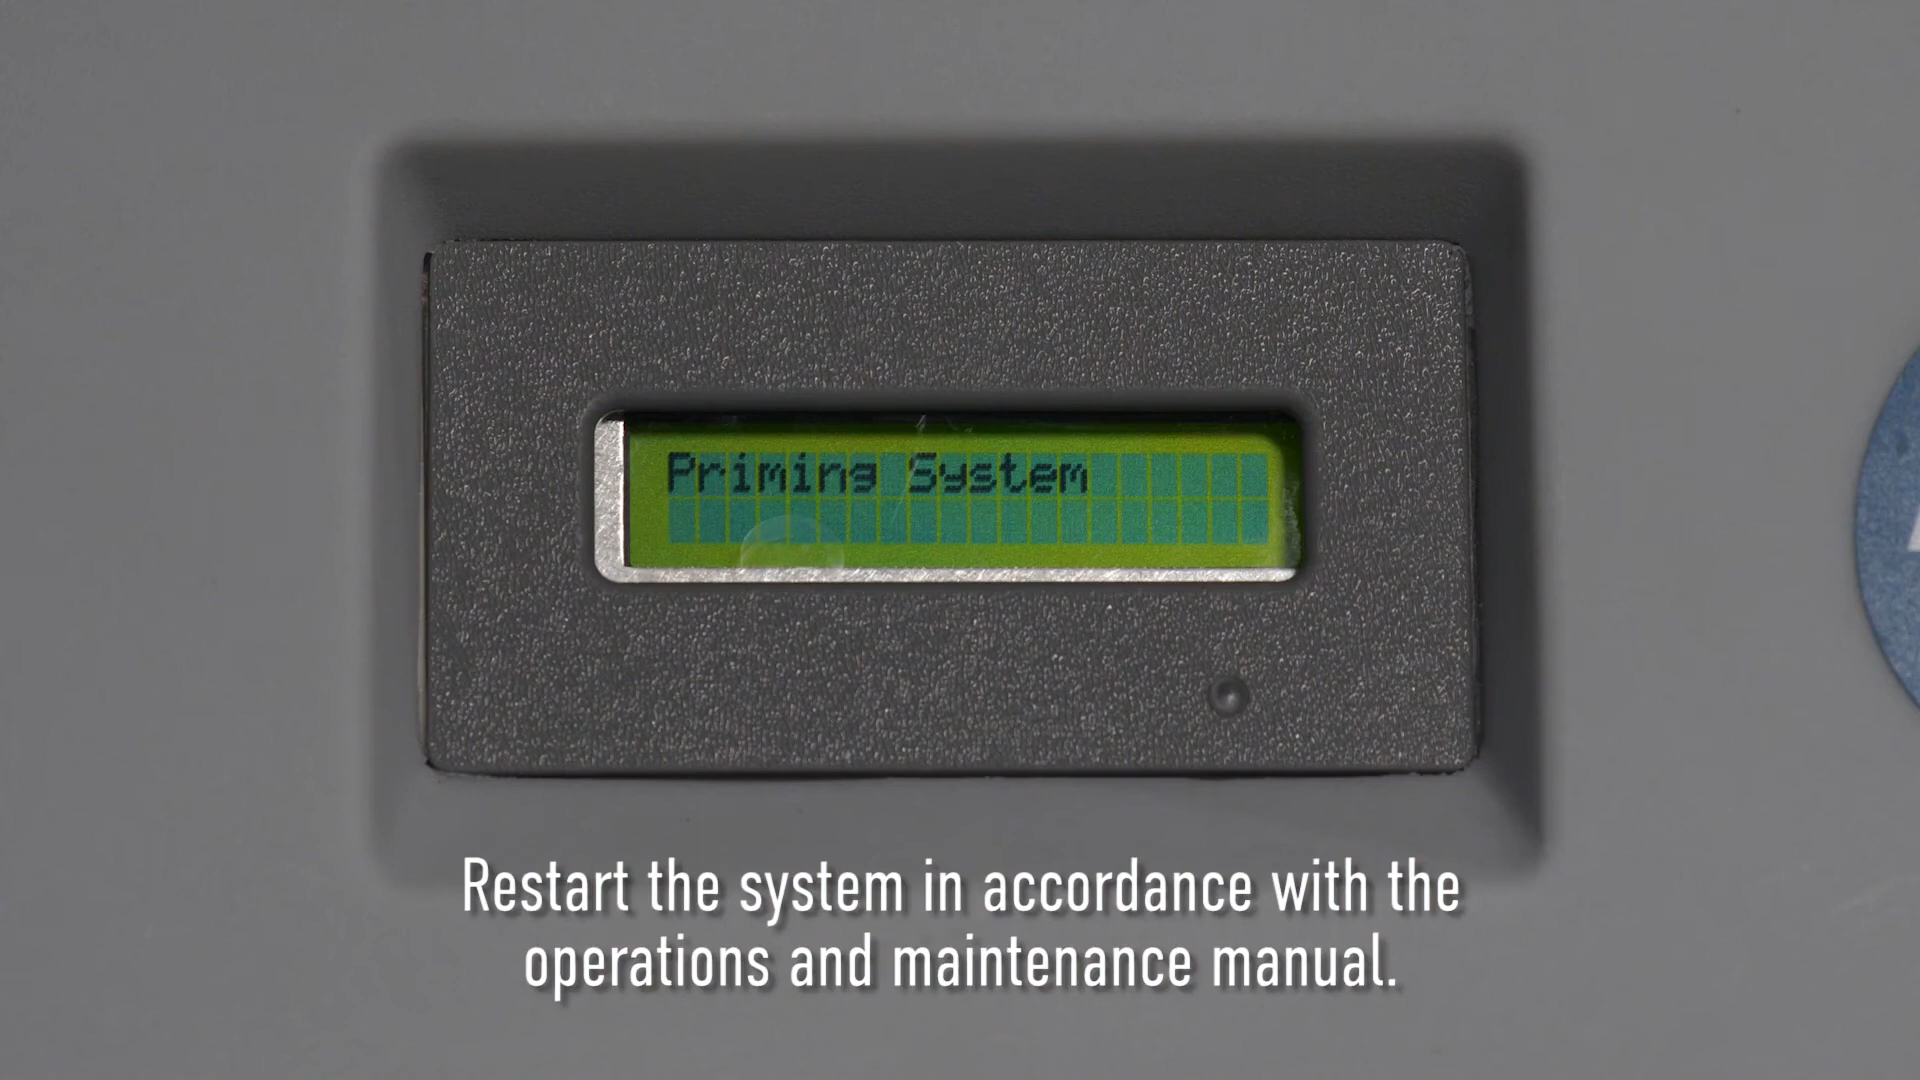 Priming System
Restart the system in accordance with the
operations and maintenance manual.